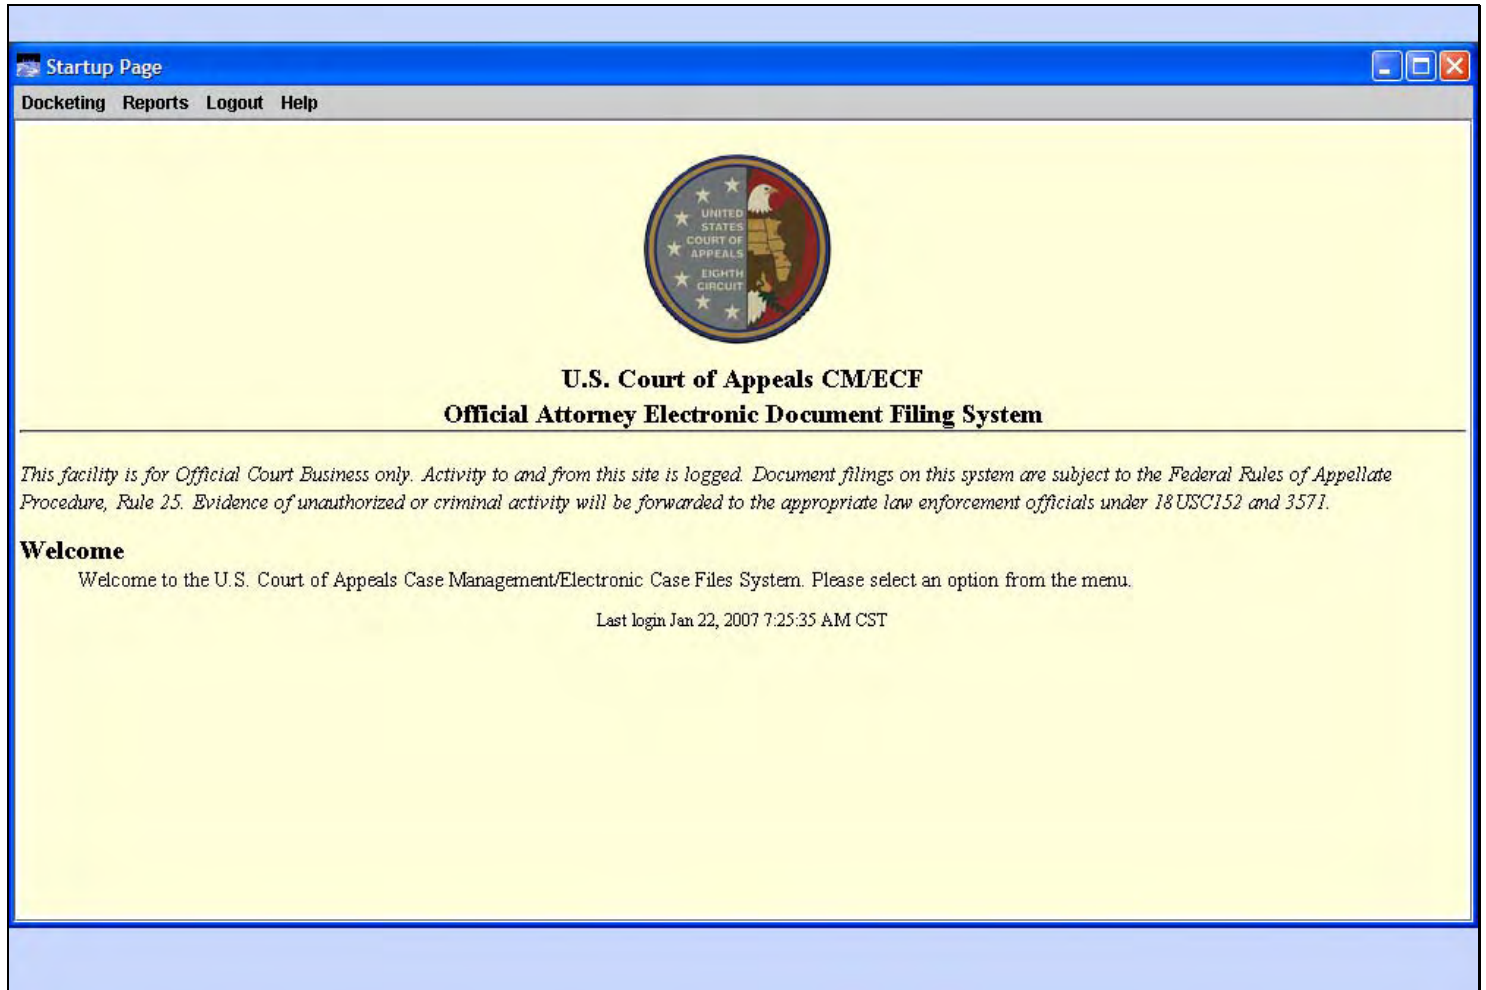 Startup Page
Docketing Reports Logout Help
UNITED
STATES
COURT OF
APPEALS
EIGHTH
CIRCUIT
U.S. Court of Appeals CM/ECF
Official Attorney Electronic Document Filing System
This facility is for Official Court Business only. Activity to and from this site is logged. Document filings on this system are subject to the Federal Rules of Appellate
Procedure, Rule 25. Evidence of unauthorized or criminal activity will be forwarded to the appropriate law enforcement officials under 18 USC152 and 3571.
Welcome
Welcome to the U.S. Court of Appeals Case Management/Electronic Case Files System. Please select an option from the menu.
Last login Jan 22, 2007 7:25:35 AM CST